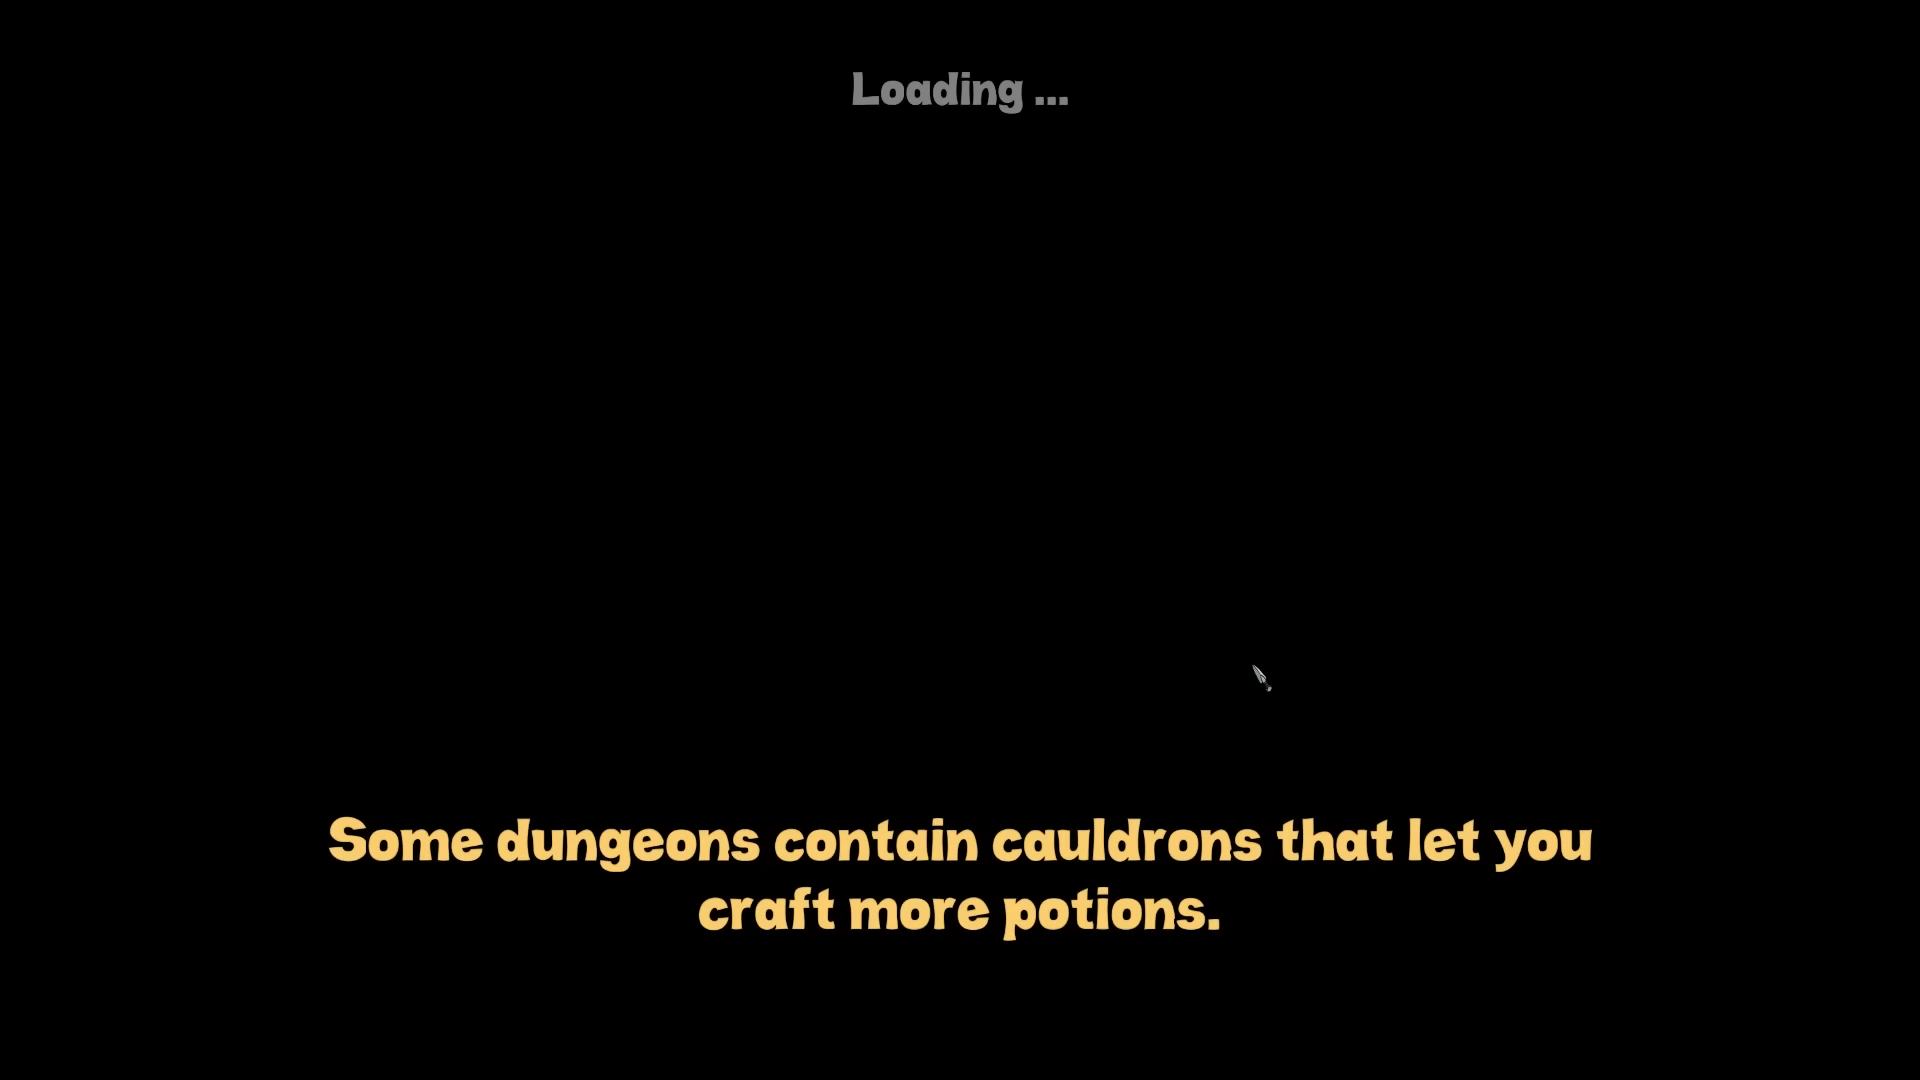 Loading ...
Some dungeons contain cauldrons that let you
craft more potions.